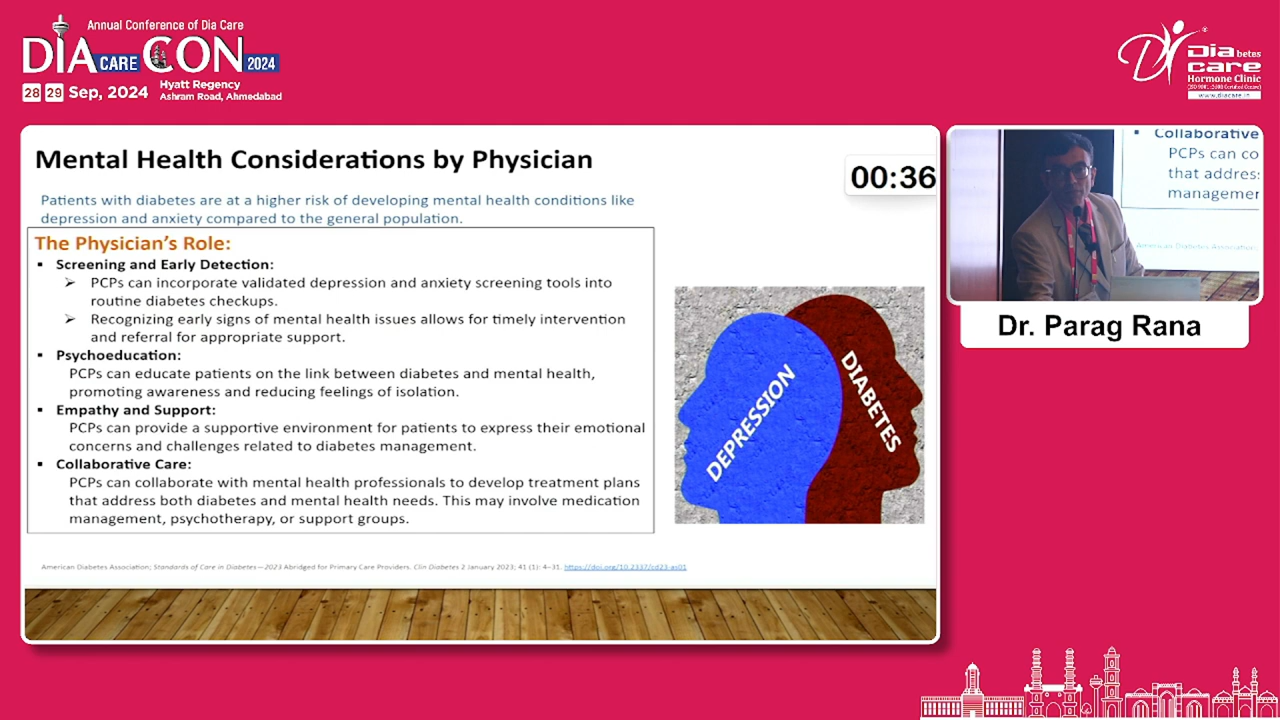 Annual Conference of Dia Care
DIA CARE CON 2024
28 29 Sep, 2024
Hyatt Regency
Ashram Road, Ahmedabad
Diabetes
care
Hormone Clinic
www.diacare.in
Mental Health Considerations by Physician
00:36
Patients with diabetes are at a higher risk of developing mental health conditions like
depression and anxiety compared to the general population.
The Physician's Role:
▪ Screening and Early Detection:
➢ PCPs can incorporate validated depression and anxiety screening tools into
routine diabetes checkups.
➢ Recognizing early signs of mental health issues allows for timely intervention
and referral for appropriate support.
▪ Psychoeducation:
PCPs can educate patients on the link between diabetes and mental health,
promoting awareness and reducing feelings of isolation.
▪ Empathy and Support:
PCPs can provide a supportive environment for patients to express their emotional
concerns and challenges related to diabetes management.
▪ Collaborative Care:
PCPs can collaborate with mental health professionals to develop treatment plans
that address both diabetes and mental health needs. This may involve medication
management, psychotherapy, or support groups.
DEPRESSION
DIABETES
American Diabetes Association; Standards of Care in Diabetes—2023 Abridged for Primary Care Providers. Clin Diabetes 2 January 2023; 41 (1): 4–31. https://doi.org/10.2337/cd23-as01
▪ Collaborative
PCPs can co
that addres
managemer
American Diabetes Association
Dr. Parag Rana